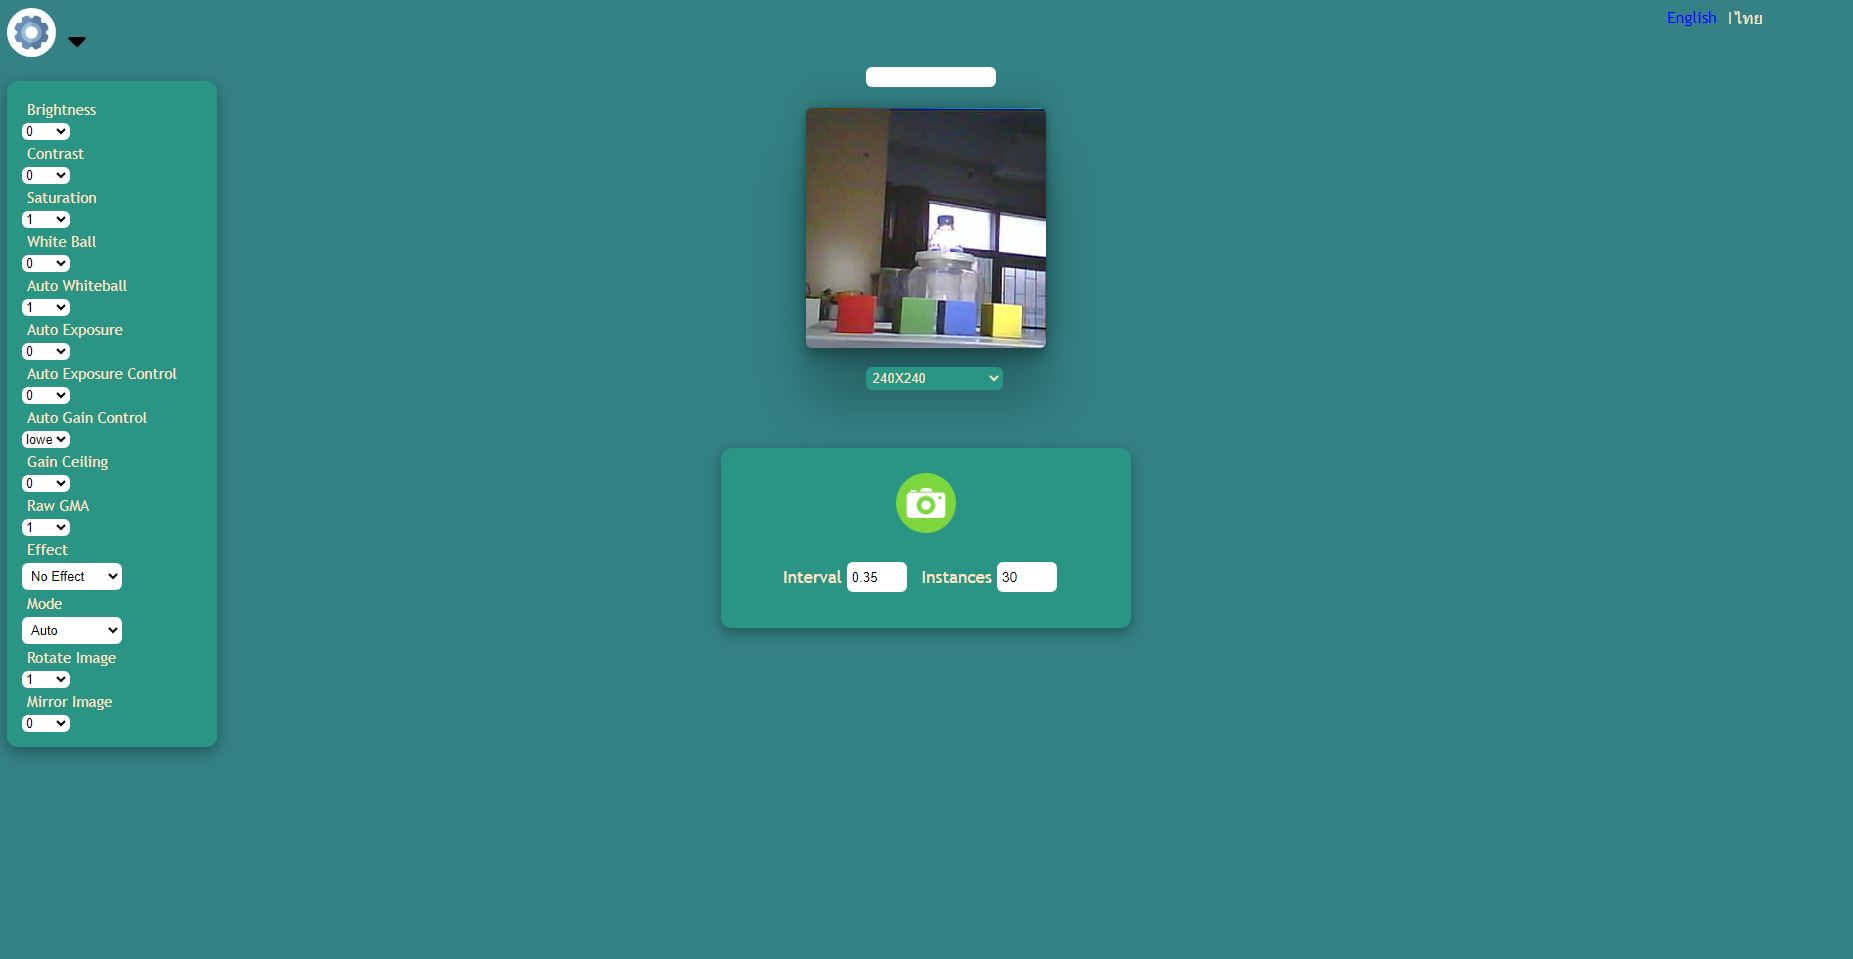 English | ไทย
Brightness
0
Contrast
0
Saturation
1
White Ball
0
Auto Whiteball
1
Auto Exposure
0
Auto Exposure Control
0
Auto Gain Control
lowe
Gain Ceiling
0
Raw GMA
1
Effect
No Effect
Mode
Auto
Rotate Image
1
Mirror Image
0
240X240
Interval 0.35 Instances 30